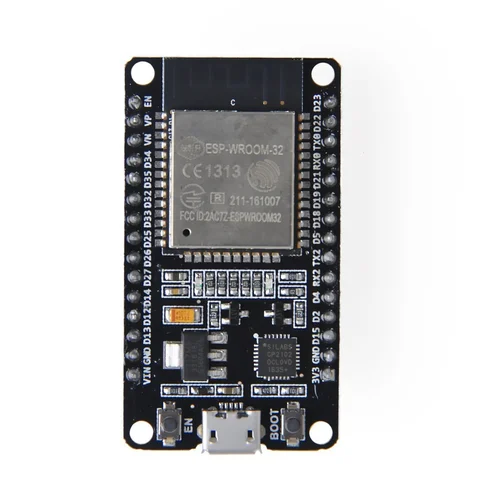 EN
VP
VN
D34
D35
D32
D33
D25
D26
D27
D14
D12
D13
GND
VIN
C
ESP-WROOM-32
CE1313
R 211-161007
FCC ID:2AC7Z-ESPWROOM32
D23
D22
TX0
RX0
D21
D19
D18
D5
TX2
RX2
D4
D2
D15
GND
3V3
SILABS
CP2102
EN
BOOT